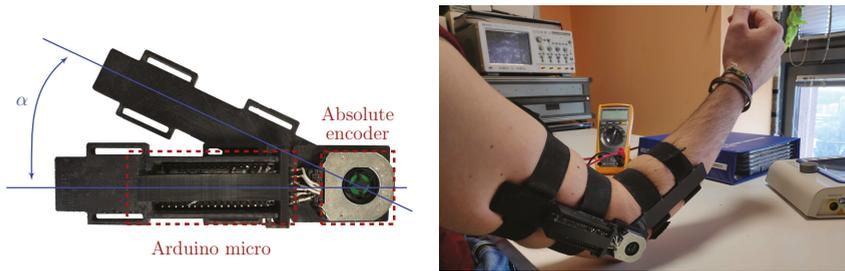 α
Absolute
encoder
Arduino micro